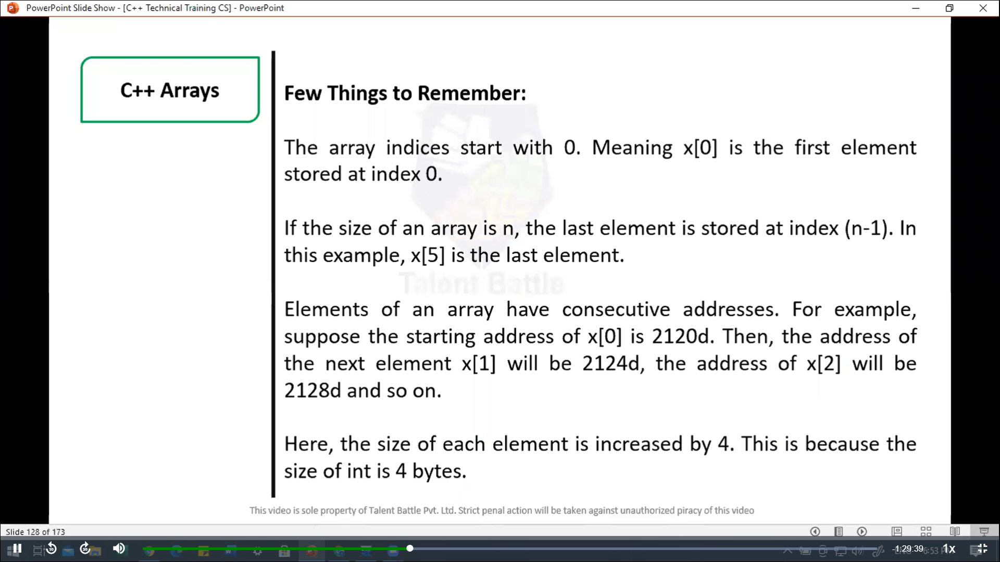 PowerPoint Slide Show - [C++ Technical Training CS] - PowerPoint
C++ Arrays
Few Things to Remember:
The array indices start with 0. Meaning x[0] is the first element
stored at index 0.
If the size of an array is n, the last element is stored at index (n-1). In
this example, x[5] is the last element.
Talent Battle
Elements of an array have consecutive addresses. For example,
suppose the starting address of x[0] is 2120d. Then, the address of
the next element x[1] will be 2124d, the address of x[2] will be
2128d and so on.
Here, the size of each element is increased by 4. This is because the
size of int is 4 bytes.
This video is sole property of Talent Battle Pvt. Ltd. Strict penal action will be taken against unauthorized piracy of this video
Slide 128 of 173
10
30
-1:29:39
1x